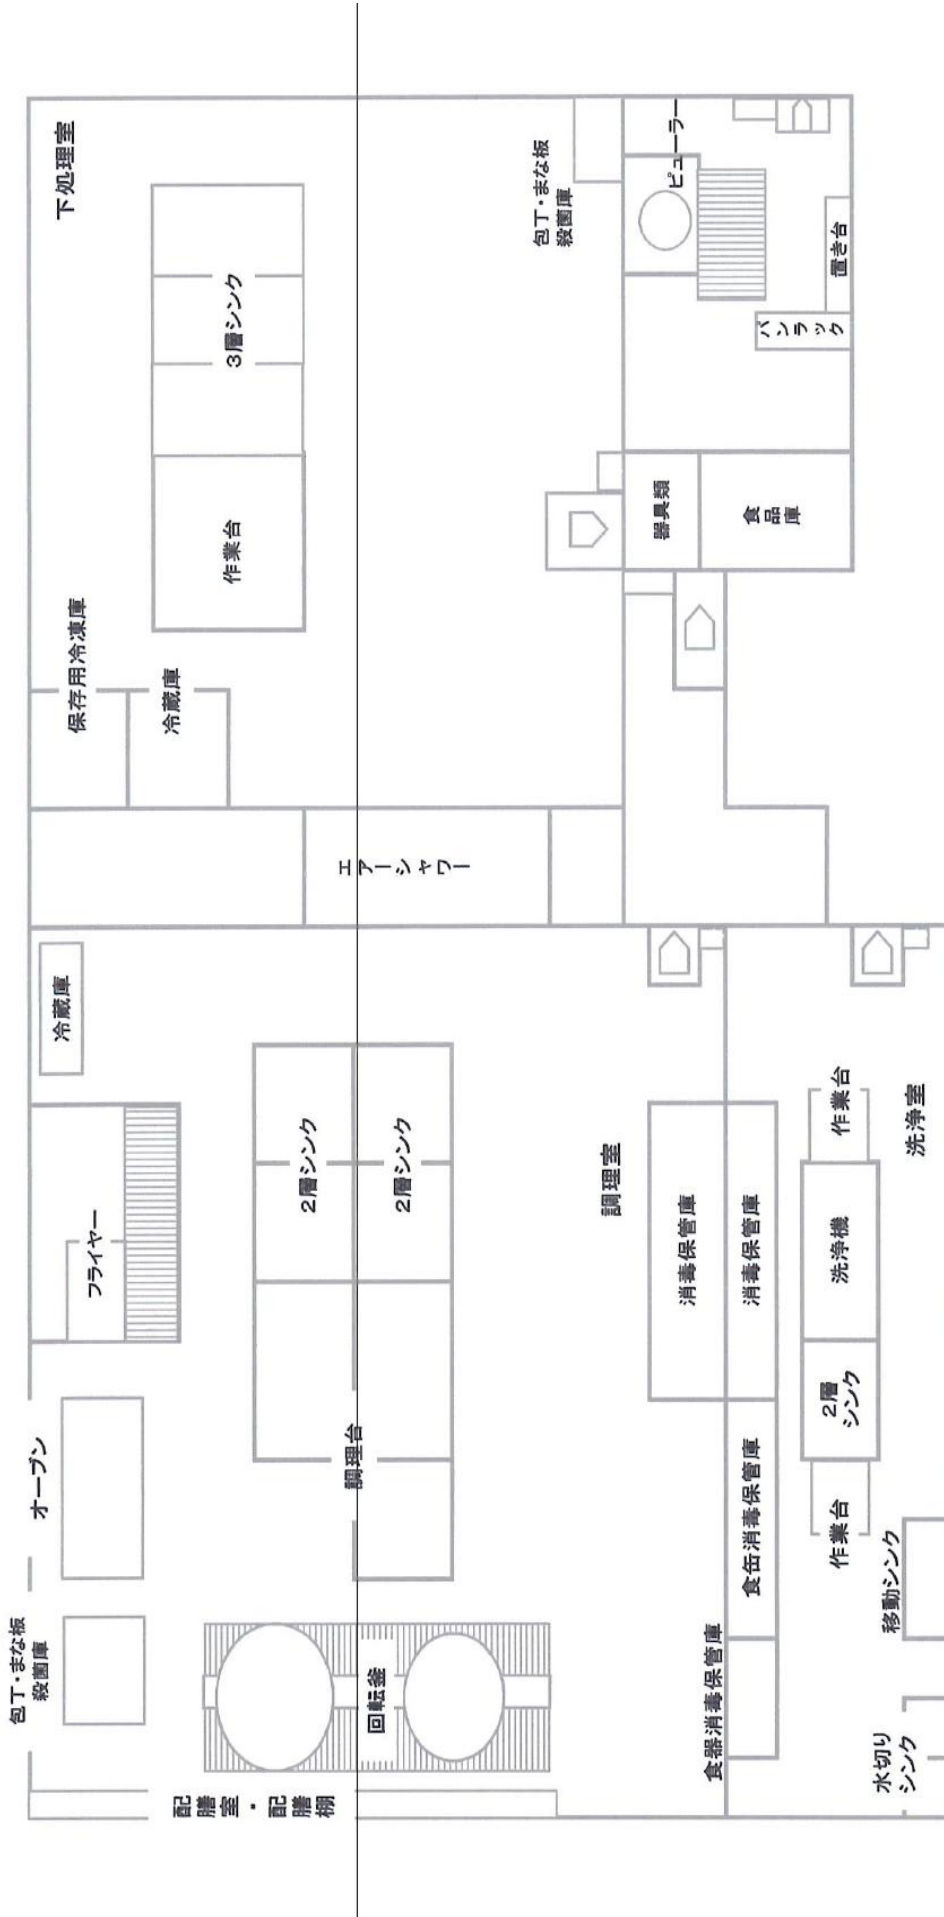 包丁・まな板
殺菌庫
オーブン
フライヤー
冷蔵庫
保存用冷凍庫
下処理室
冷蔵庫
配膳室・配膳棚
作業台
3層シンク
2層シンク
回転釜
調理台
2層シンク
エアーシャワー
包丁・まな板
殺菌庫
調理室
器具類
ピューラー
消毒保管庫
食器消毒保管庫
食缶消毒保管庫
消毒保管庫
食品庫
パンラック
置き台
作業台
2層
シンク
洗浄機
作業台
水切り
シンク
移動シンク
洗浄室